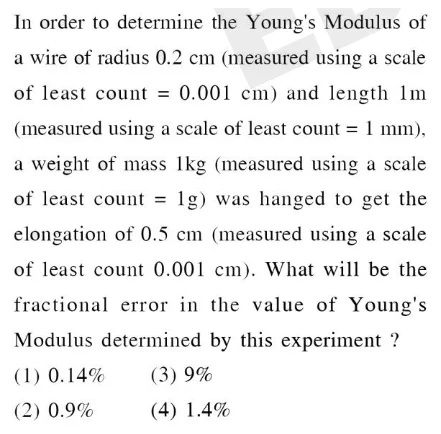 In order to determine the Young's Modulus of
a wire of radius 0.2 cm (measured using a scale
of least count = 0.001 cm) and length 1m
(measured using a scale of least count = 1 mm),
a weight of mass 1kg (measured using a scale
of least count = 1g) was hanged to get the
elongation of 0.5 cm (measured using a scale
of least count 0.001 cm). What will be the
fractional error in the value of Young's
Modulus determined by this experiment ?
(1) 0.14% (3) 9%
(2) 0.9% (4) 1.4%